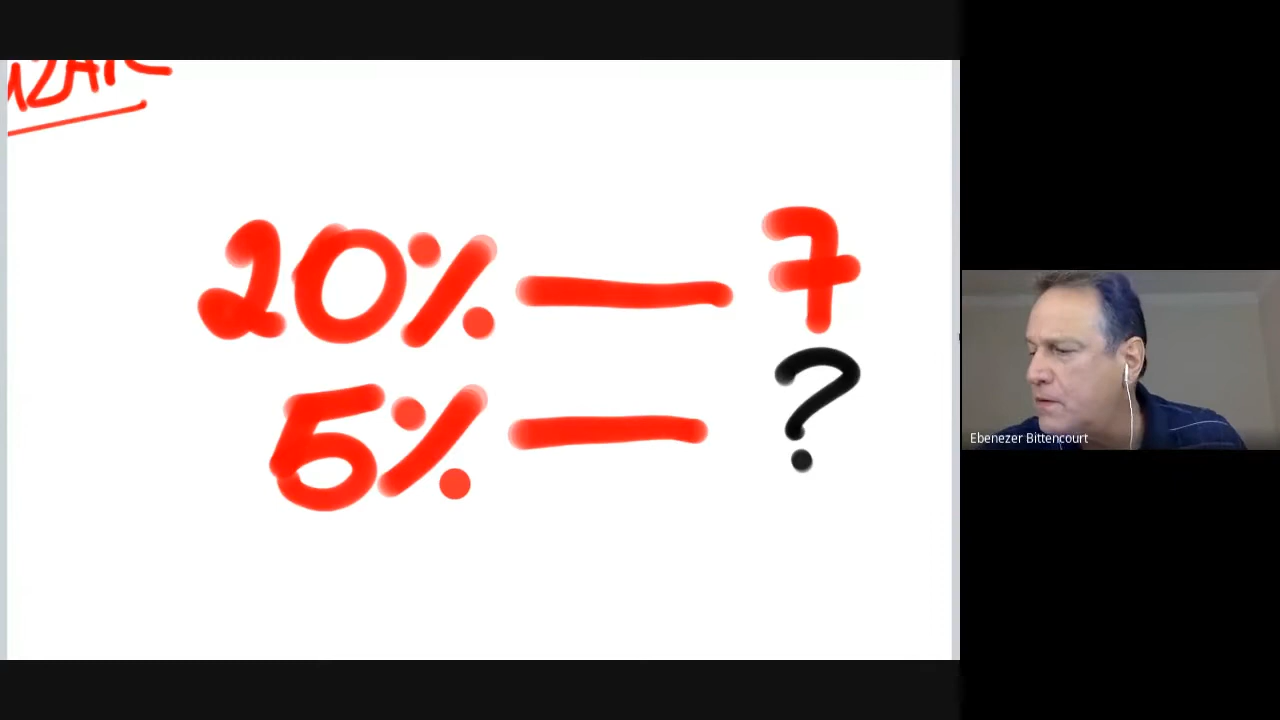 20% — 7
5% — ?
Ebenezer Bittencourt